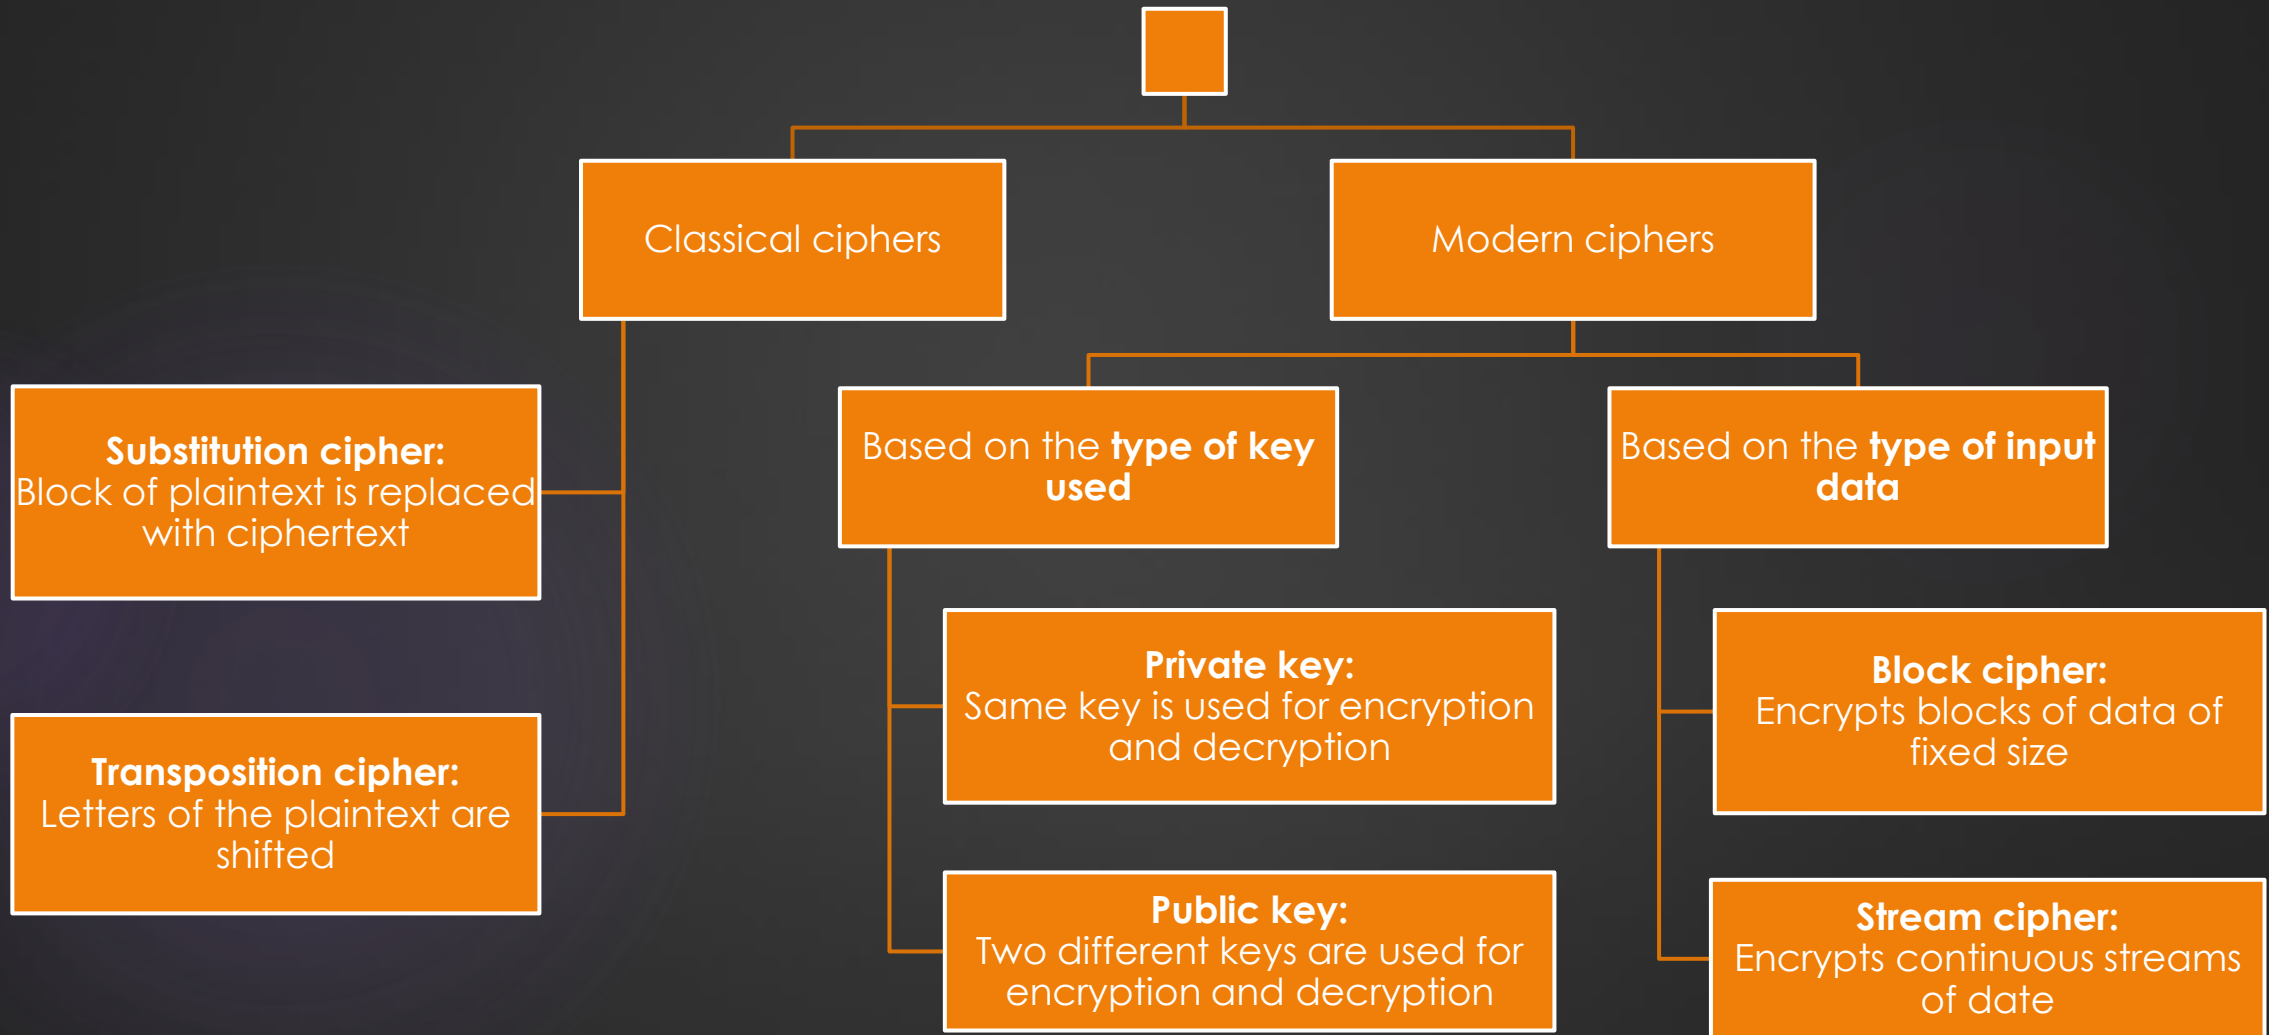 Classical ciphers
Modern ciphers
Substitution cipher:
Block of plaintext is replaced
with ciphertext
Transposition cipher:
Letters of the plaintext are
shifted
Based on the type of key
used
Private key:
Same key is used for encryption
and decryption
Public key:
Two different keys are used for
encryption and decryption
Based on the type of input
data
Block cipher:
Encrypts blocks of data of
fixed size
Stream cipher:
Encrypts continuous streams
of date